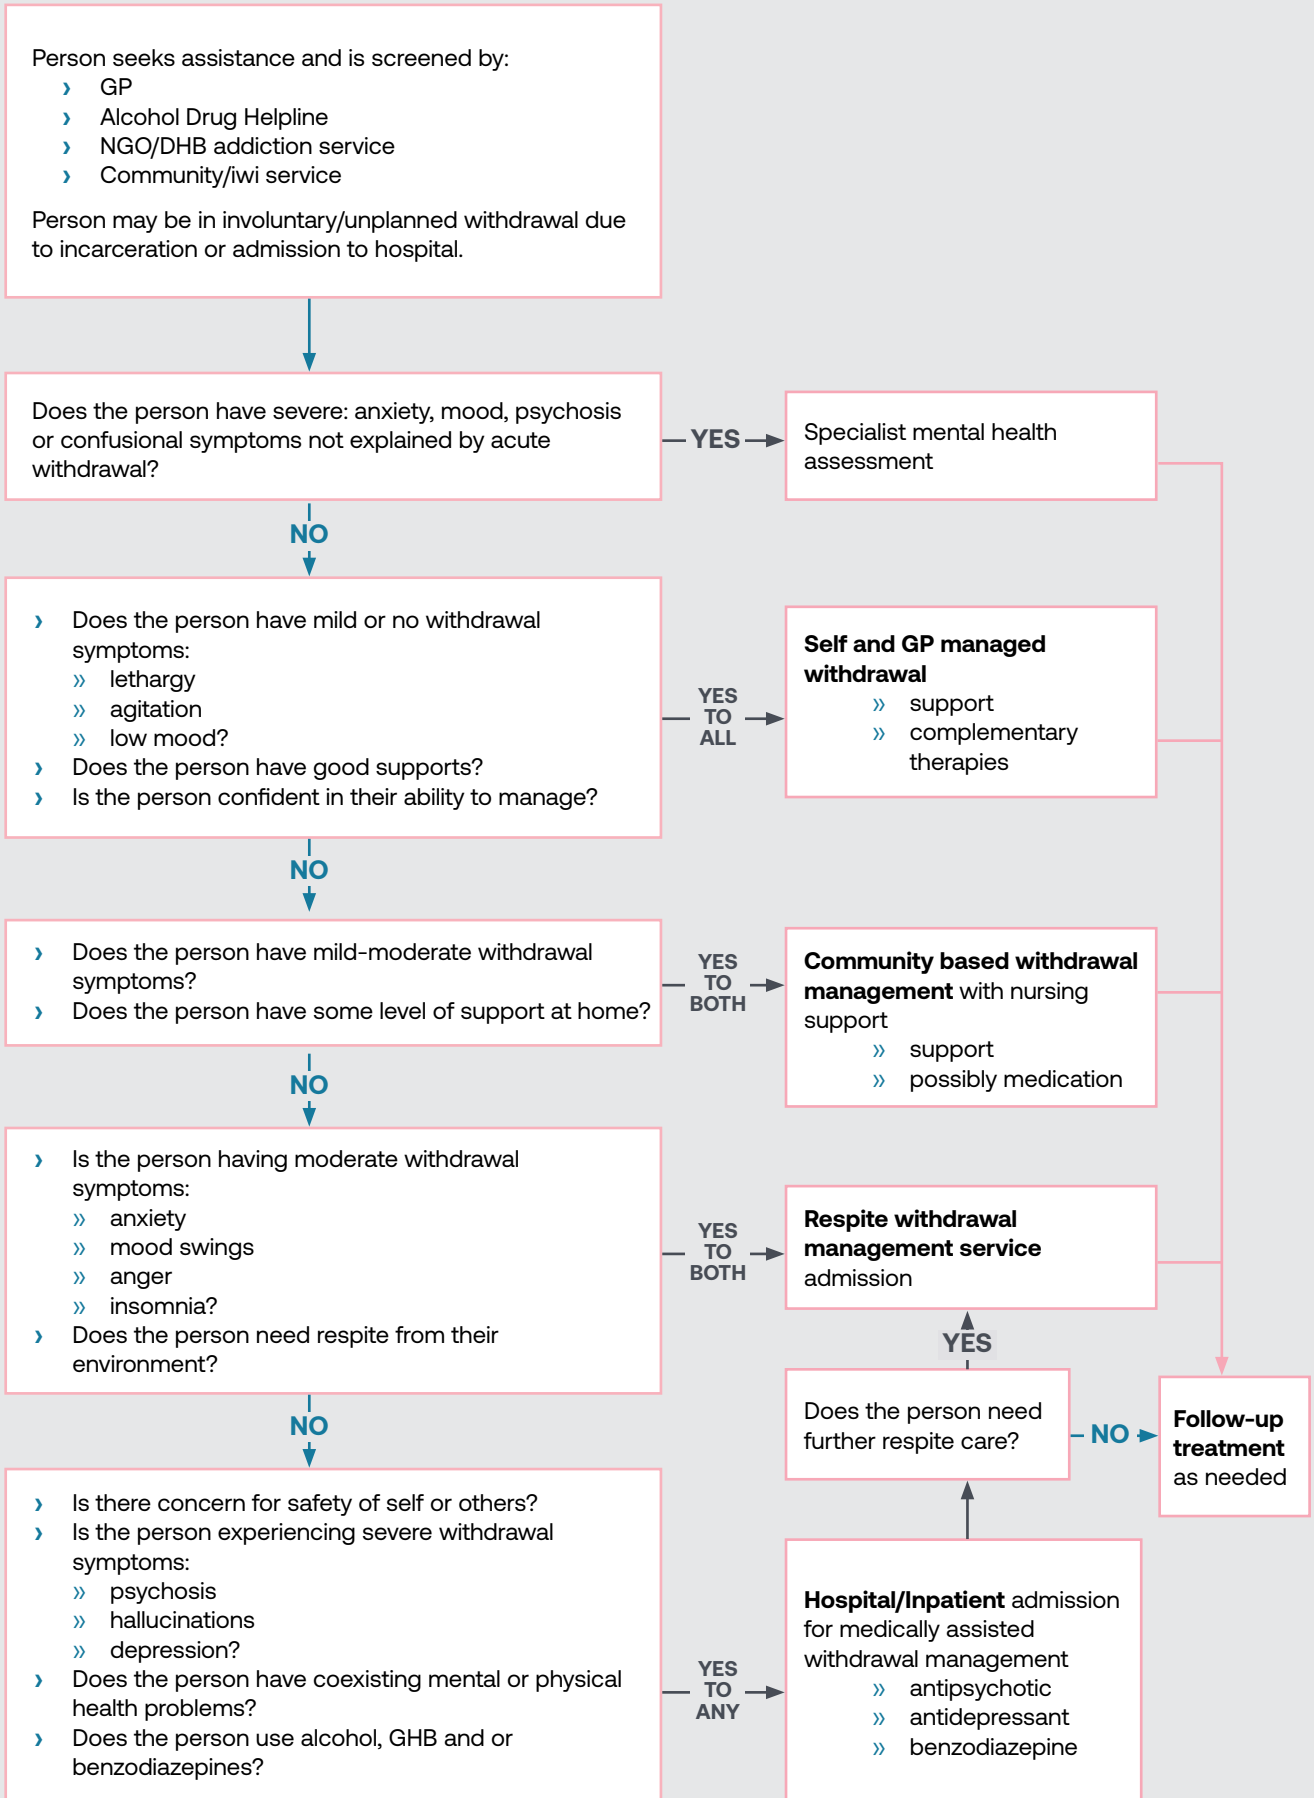 Person seeks assistance and is screened by:
› GP
› Alcohol Drug Helpline
› NGO/DHB addiction service
› Community/iwi service
Person may be in involuntary/unplanned withdrawal due
to incarceration or admission to hospital.
Does the person have severe: anxiety, mood, psychosis
or confusional symptoms not explained by acute
withdrawal?
YES
Specialist mental health
assessment
NO
› Does the person have mild or no withdrawal
symptoms:
» lethargy
» agitation
» low mood?
› Does the person have good supports?
› Is the person confident in their ability to manage?
YES
TO
ALL
Self and GP managed
withdrawal
» support
» complementary
therapies
NO
› Does the person have mild-moderate withdrawal
symptoms?
› Does the person have some level of support at home?
YES
TO
BOTH
Community based withdrawal
management with nursing
support
» support
» possibly medication
NO
› Is the person having moderate withdrawal
symptoms:
» anxiety
» mood swings
» anger
» insomnia?
› Does the person need respite from their
environment?
YES
TO
BOTH
Respite withdrawal
management service
admission
YES
Does the person need
further respite care?
NO
Follow-up
treatment
as needed
NO
› Is there concern for safety of self or others?
› Is the person experiencing severe withdrawal
symptoms:
» psychosis
» hallucinations
» depression?
› Does the person have coexisting mental or physical
health problems?
› Does the person use alcohol, GHB and or
benzodiazepines?
YES
TO
ANY
Hospital/Inpatient admission
for medically assisted
withdrawal management
» antipsychotic
» antidepressant
» benzodiazepine